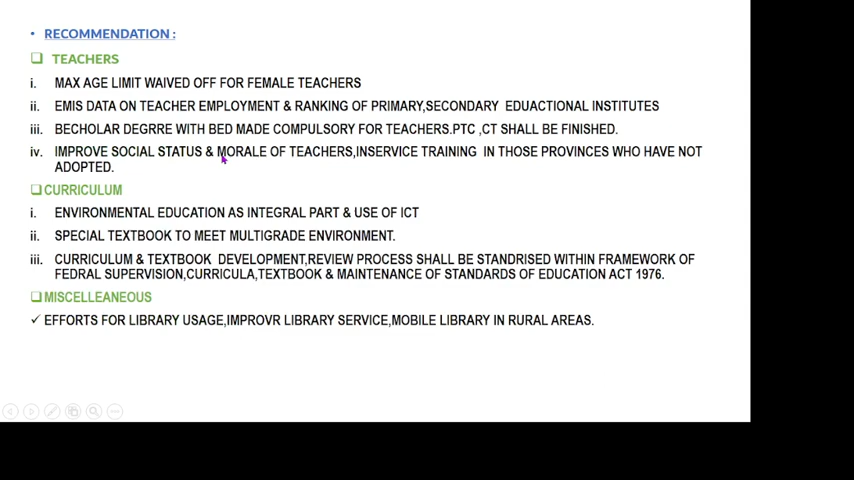 • RECOMMENDATION :
❑ TEACHERS
i. MAX AGE LIMIT WAIVED OFF FOR FEMALE TEACHERS
ii. EMIS DATA ON TEACHER EMPLOYMENT & RANKING OF PRIMARY,SECONDARY EDUACTIONAL INSTITUTES
iii. BECHOLAR DEGRRE WITH BED MADE COMPULSORY FOR TEACHERS.PTC ,CT SHALL BE FINISHED.
iv. IMPROVE SOCIAL STATUS & MORALE OF TEACHERS,INSERVICE TRAINING IN THOSE PROVINCES WHO HAVE NOT
ADOPTED.
❑ CURRICULUM
i. ENVIRONMENTAL EDUCATION AS INTEGRAL PART & USE OF ICT
ii. SPECIAL TEXTBOOK TO MEET MULTIGRADE ENVIRONMENT.
iii. CURRICULUM & TEXTBOOK DEVELOPMENT,REVIEW PROCESS SHALL BE STANDRISED WITHIN FRAMEWORK OF
FEDRAL SUPERVISION,CURRICULA,TEXTBOOK & MAINTENANCE OF STANDARDS OF EDUCATION ACT 1976.
❑ MISCELLEANEOUS
✓ EFFORTS FOR LIBRARY USAGE,IMPROVR LIBRARY SERVICE,MOBILE LIBRARY IN RURAL AREAS.